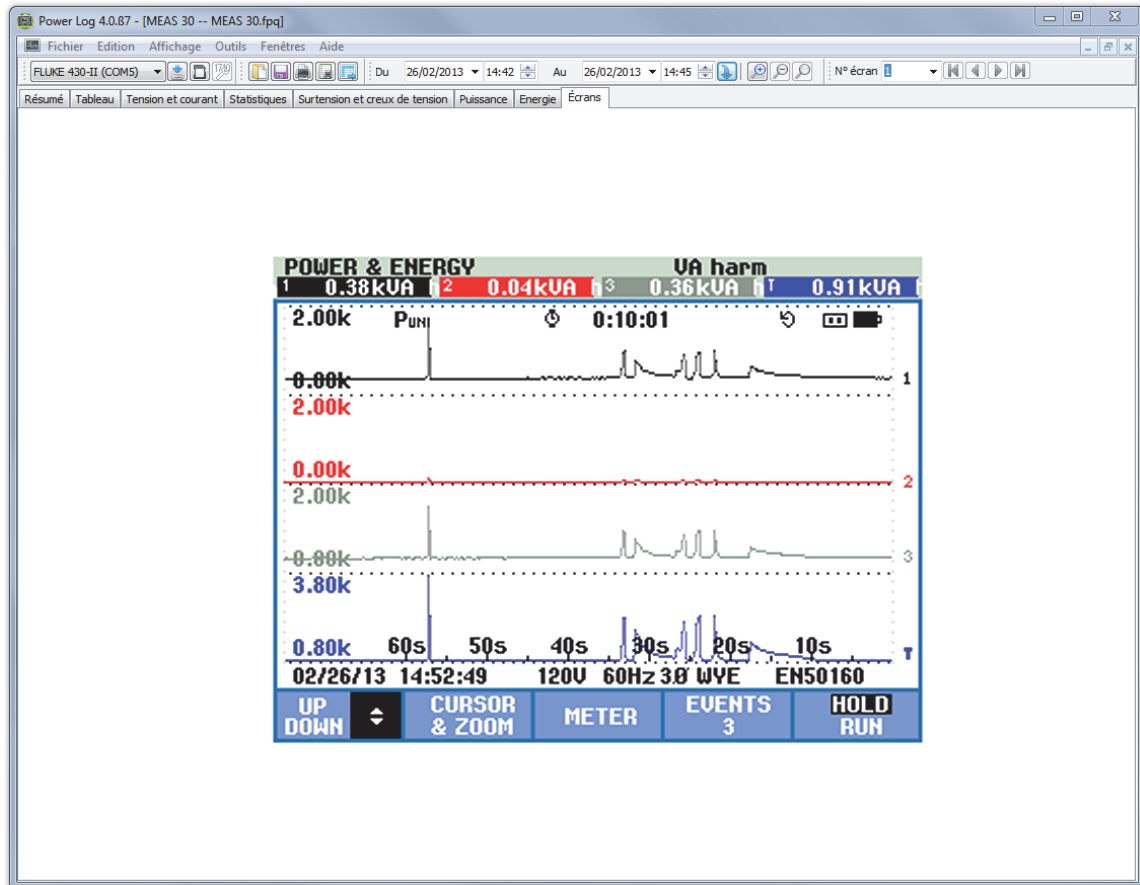 Power Log 4.0.87 - [MEAS 30 -- MEAS 30.fpq]
Fichier Edition Affichage Outils Fenêtres Aide
FLUKE 430-II (COM5) Du 26/02/2013 14:42 Au 26/02/2013 14:45 N° écran 1
Résumé Tableau Tension et courant Statistiques Surtension et creux de tension Puissance Energie Écrans
POWER & ENERGY VA harm
1 0.38kVA h 2 0.04kVA h 3 0.36kVA h T 0.91kVA h
2.00k PUNI 0:10:01
0.00k 1
2.00k
0.00k 2
2.00k
0.00k 3
3.80k
0.80k 60s 50s 40s 30s 20s 10s T
02/26/13 14:52:49 120V 60Hz 3Ø WYE EN50160
UP DOWN CURSOR & ZOOM METER EVENTS 3 HOLD RUN